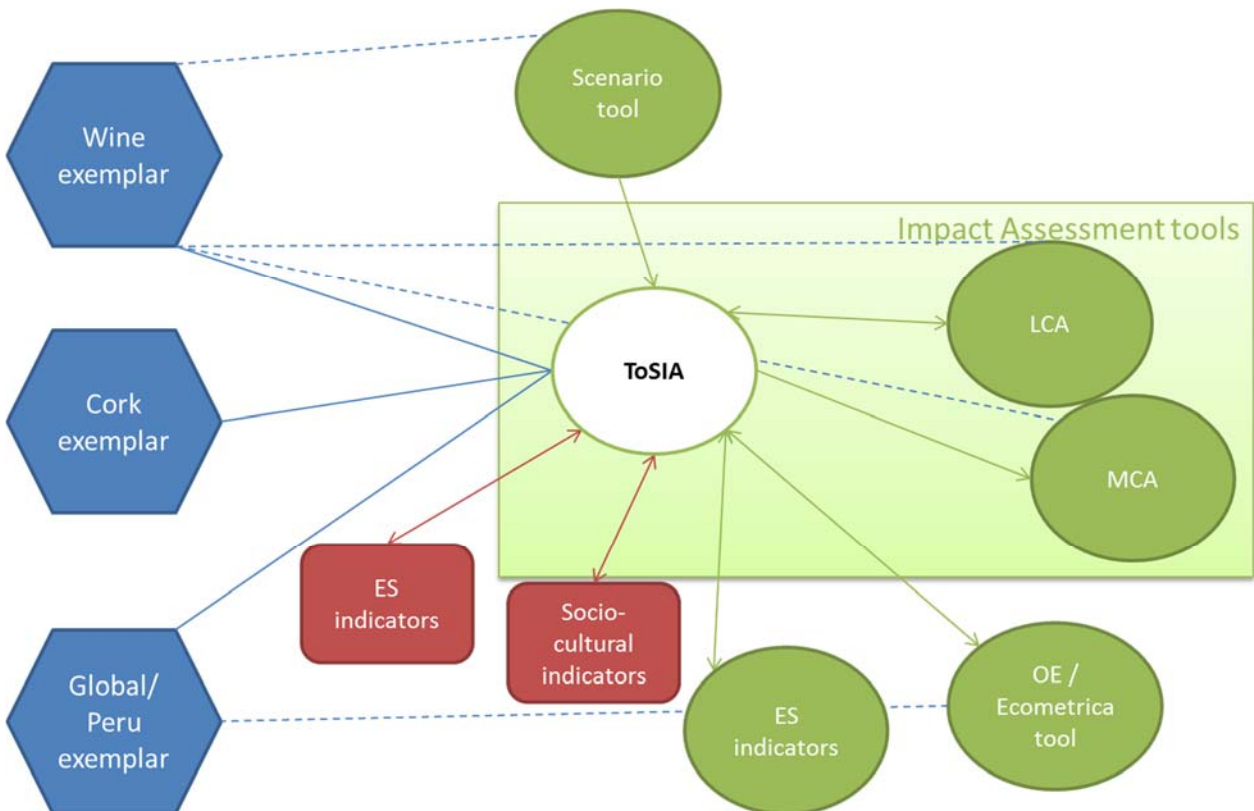 Scenario
tool
Wine
exemplar
Impact Assessment tools
LCA
ToSIA
Cork
exemplar
MCA
ES
indicators
Socio-
cultural
indicators
Global/
Peru
exemplar
ES
indicators
OE /
Ecometrica
tool